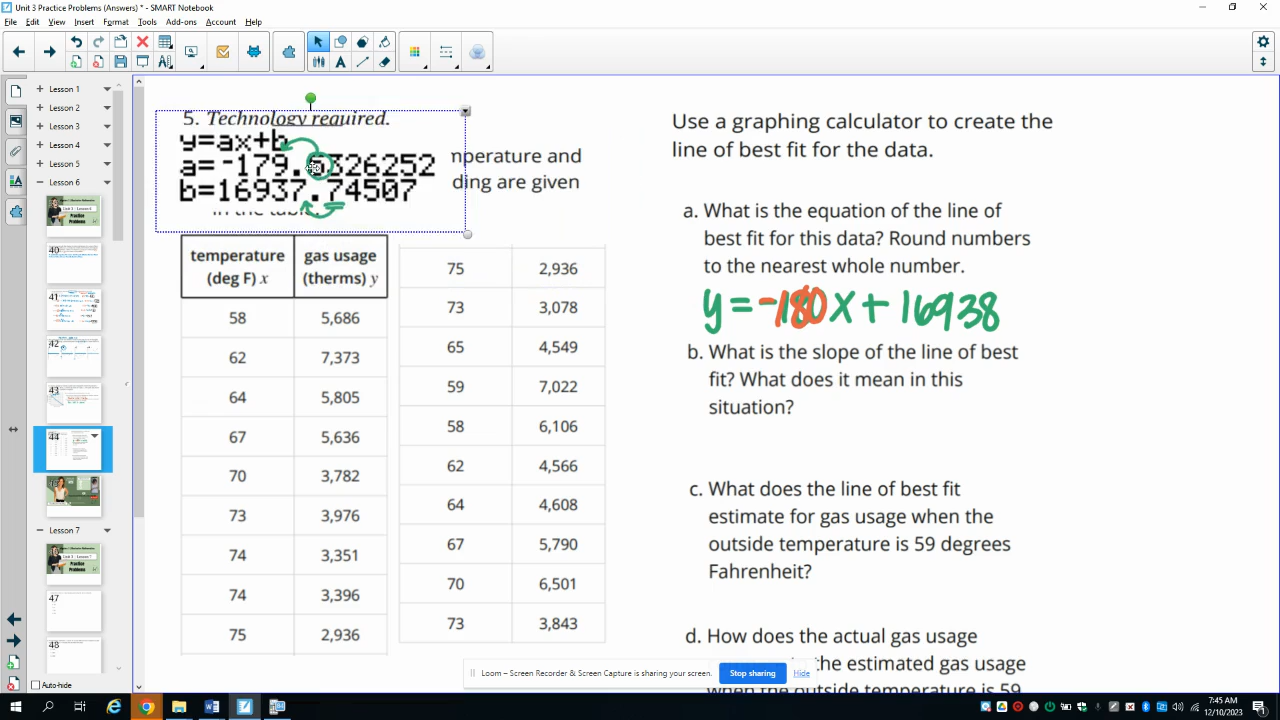 Unit 3 Practice Problems (Answers) * - SMART Notebook
File Edit View Insert Format Tools Add-ons Account Help
Lesson 1
Lesson 2
Lesson 3
Lesson 4
Lesson 5
Lesson 6
40
41
42
43
44
Lesson 7
Practice
Problems
47
48
Auto-hide
5. Technology required.
y=ax+b
a=-179.5326252
b=16937.74507
mperature and
ding are given
in the table.
temperature (deg F) x gas usage (therms) y
58 5,686
62 7,373
64 5,805
67 5,636
70 3,782
73 3,976
74 3,351
74 3,396
75 2,936
75 2,936
73 3,078
65 4,549
59 7,022
58 6,106
62 4,566
64 4,608
67 5,790
70 6,501
73 3,843
Use a graphing calculator to create the
line of best fit for the data.
a. What is the equation of the line of
best fit for this data? Round numbers
to the nearest whole number.
y = -180x + 16938
b. What is the slope of the line of best
fit? What does it mean in this
situation?
c. What does the line of best fit
estimate for gas usage when the
outside temperature is 59 degrees
Fahrenheit?
d. How does the actual gas usage
the estimated gas usage
when the outside temperature is 59
Loom – Screen Recorder & Screen Capture is sharing your screen. Stop sharing Hide
7:45 AM
12/10/2023